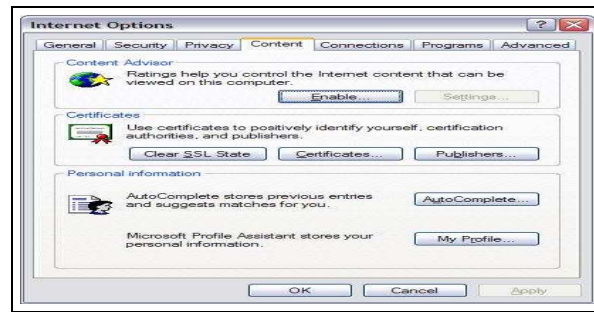 Internet Options
General Security Privacy Content Connections Programs Advanced
Content Advisor
Ratings help you control the Internet content that can be
viewed on this computer.
Enable... Settings...
Certificates
Use certificates to positively identify yourself, certification
authorities, and publishers.
Clear SSL State Certificates... Publishers...
Personal information
AutoComplete stores previous entries
and suggests matches for you.
AutoComplete...
Microsoft Profile Assistant stores your
personal information.
My Profile...
OK Cancel Apply